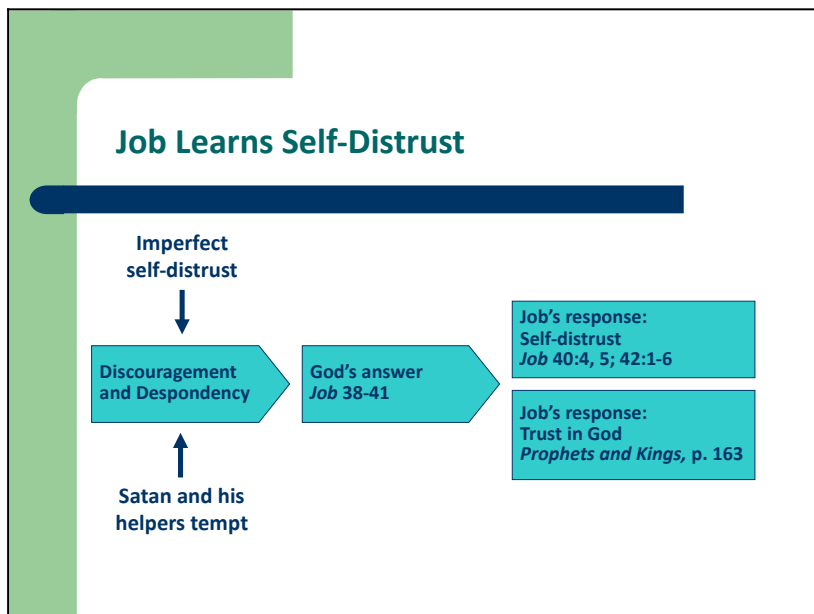 Job Learns Self-Distrust
Imperfect
self-distrust
Discouragement
and Despondency
Satan and his
helpers tempt
God's answer
Job 38-41
Job's response:
Self-distrust
Job 40:4, 5; 42:1-6
Job's response:
Trust in God
Prophets and Kings, p. 163